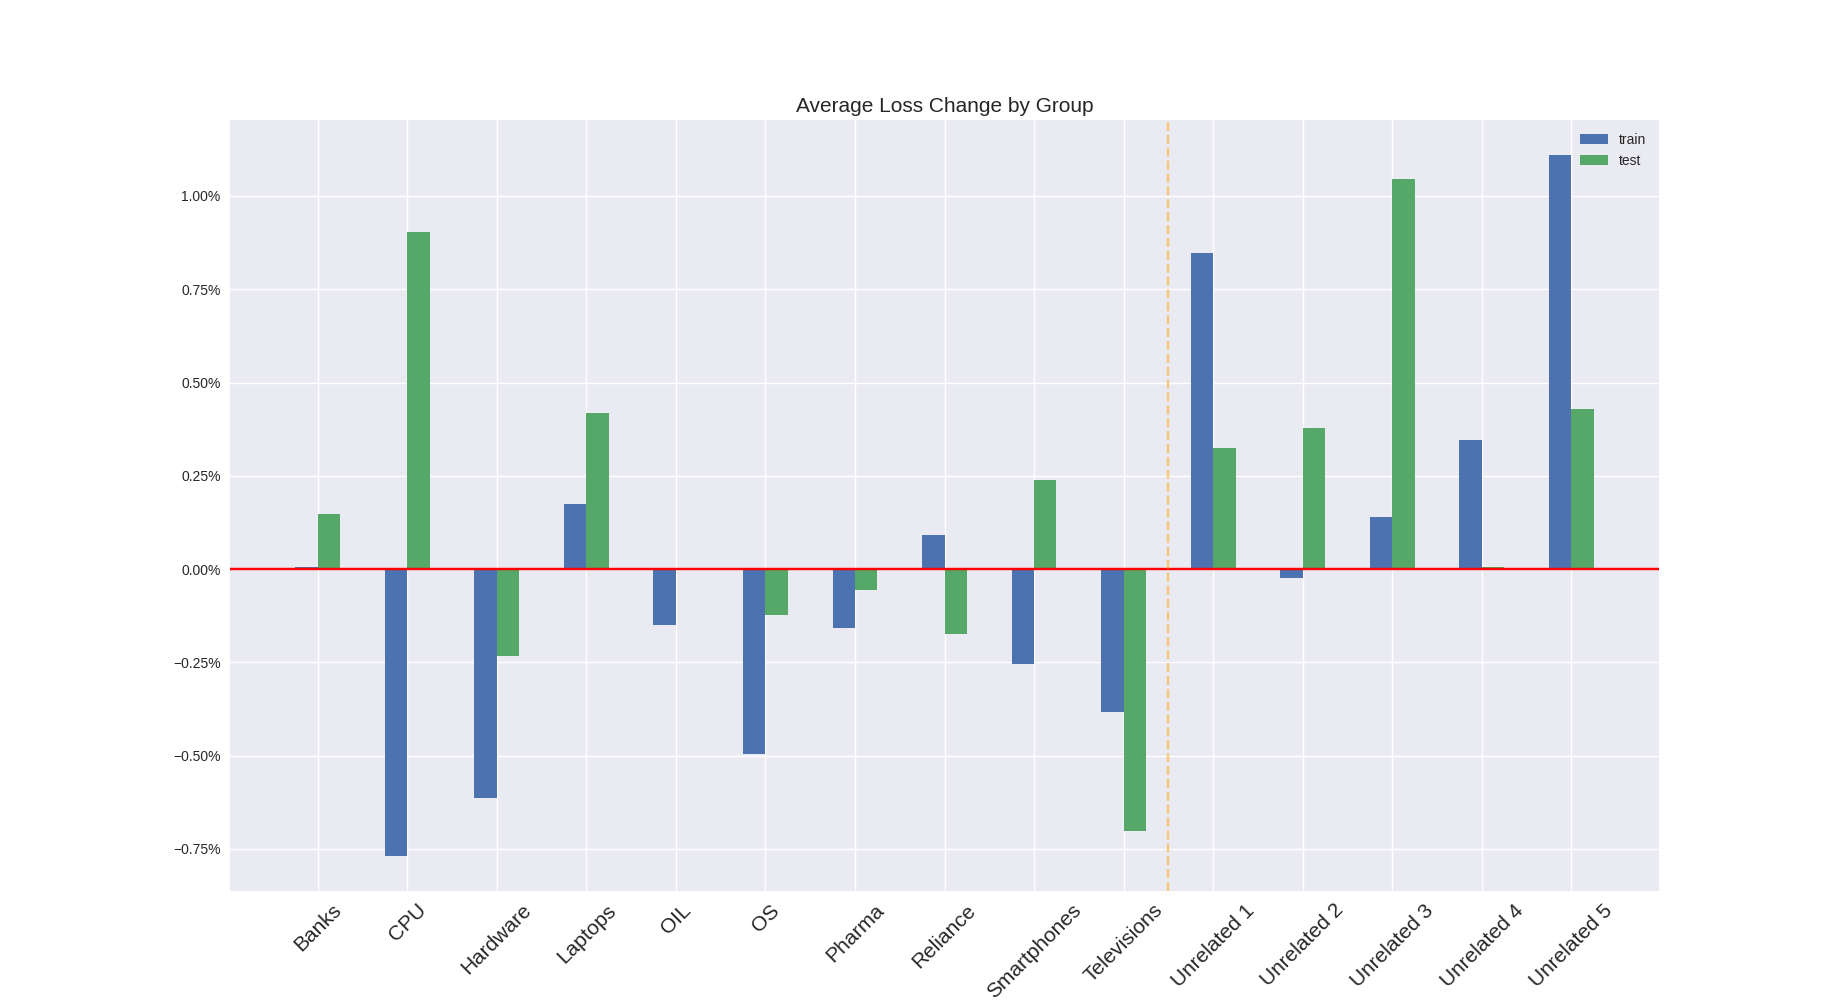 Average Loss Change by Group
train
test
1.00%
0.75%
0.50%
0.25%
0.00%
−0.25%
−0.50%
−0.75%
Banks
CPU
Hardware
Laptops
OIL
OS
Pharma
Reliance
Smartphones
Televisions
Unrelated 1
Unrelated 2
Unrelated 3
Unrelated 4
Unrelated 5